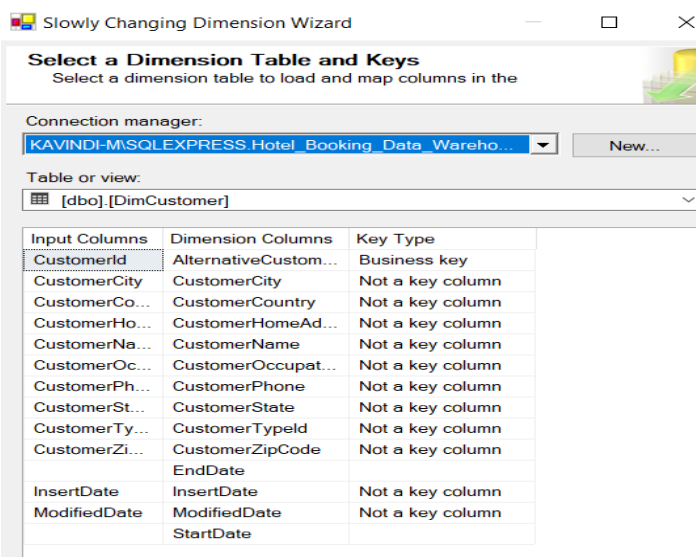 Slowly Changing Dimension Wizard
Select a Dimension Table and Keys
Select a dimension table to load and map columns in the
Connection manager:
KAVINDI-M\SQLEXPRESS.Hotel_Booking_Data_Wareho... New...
Table or view:
[dbo].[DimCustomer]
Input Columns Dimension Columns Key Type
CustomerId AlternativeCustom... Business key
CustomerCity CustomerCity Not a key column
CustomerCo... CustomerCountry Not a key column
CustomerHo... CustomerHomeAd... Not a key column
CustomerNa... CustomerName Not a key column
CustomerOc... CustomerOccupat... Not a key column
CustomerPh... CustomerPhone Not a key column
CustomerSt... CustomerState Not a key column
CustomerTy... CustomerTypeId Not a key column
CustomerZi... CustomerZipCode Not a key column
EndDate
InsertDate InsertDate Not a key column
ModifiedDate ModifiedDate Not a key column
StartDate